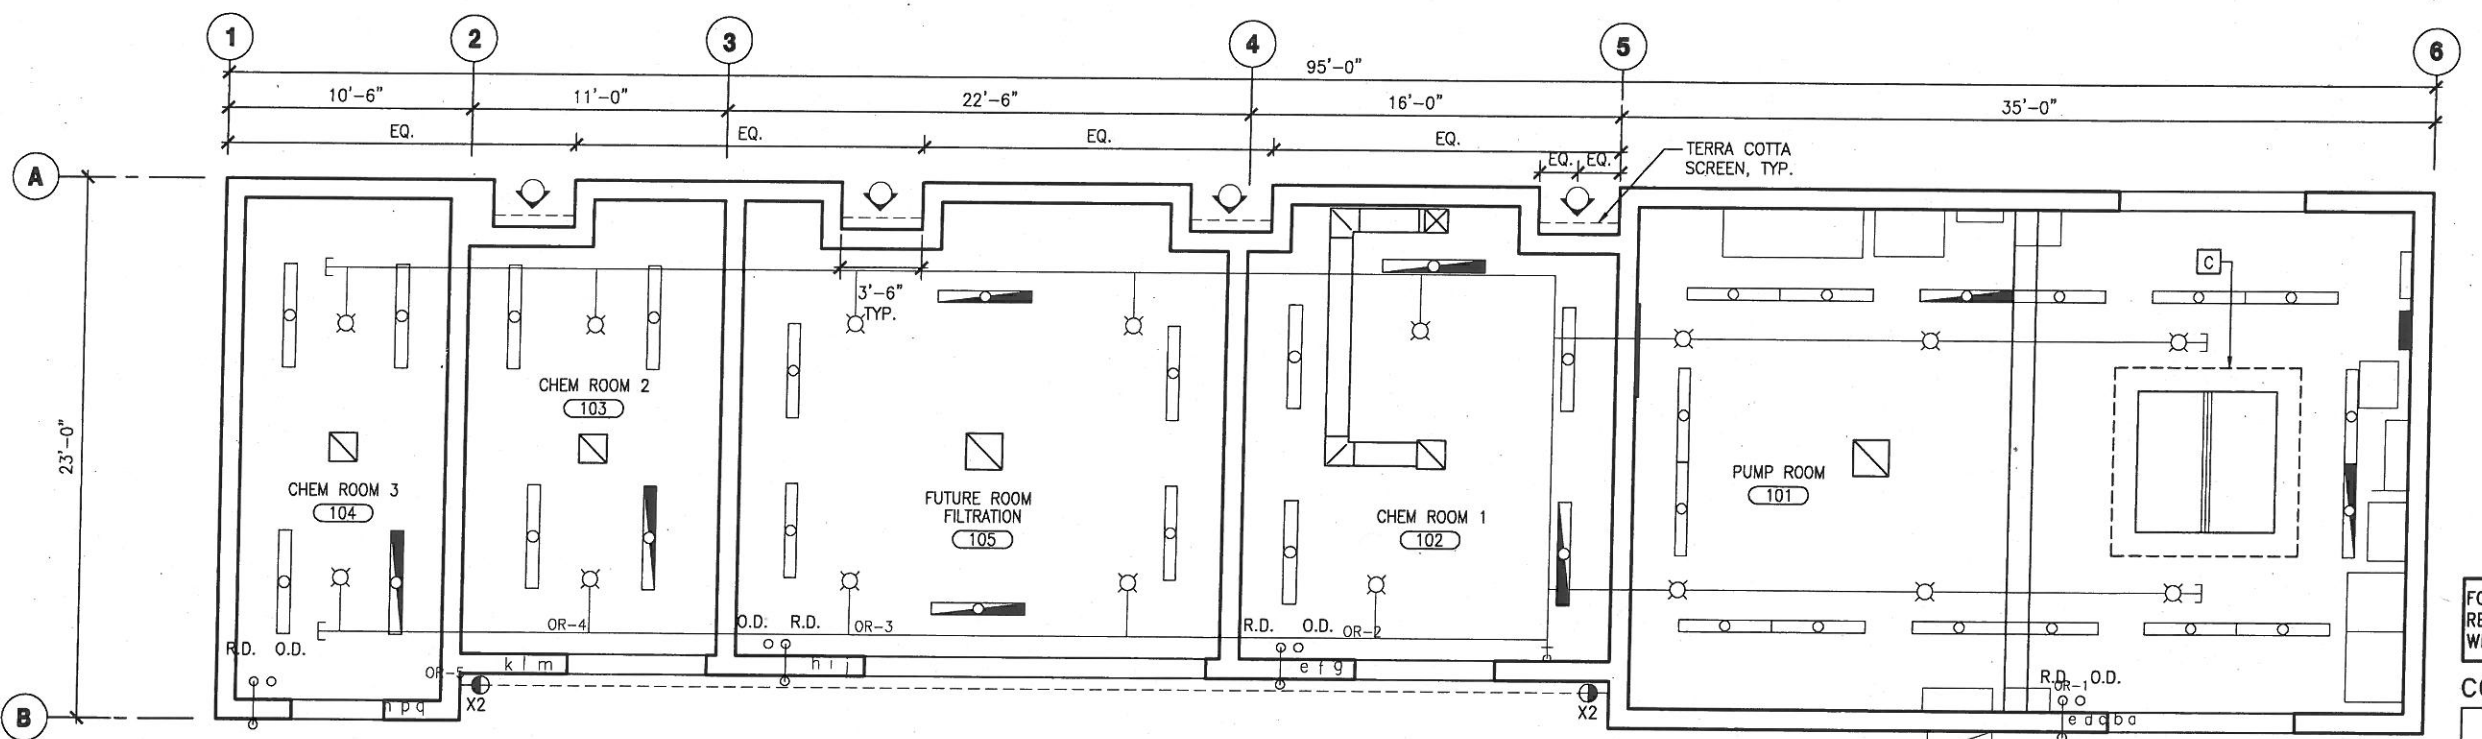 1
2
3
4
5
6
95'-0"
10'-6"
11'-0"
22'-6"
16'-0"
35'-0"
EQ.
EQ.
EQ.
EQ.
EQ. EQ.
TERRA COTTA
SCREEN, TYP.
A
23'-0"
B
C
3'-6"
TYP.
CHEM ROOM 2
103
CHEM ROOM 3
104
FUTURE ROOM
FILTRATION
105
CHEM ROOM 1
102
PUMP ROOM
101
R.D. O.D.
OR-4
O.D. R.D.
OR-3
R.D. O.D.
OR-2
OR-5
k l m
h i j
e f g
n p q
X2
X2
R.D. O.D.
OR-1
FO
RE
CO